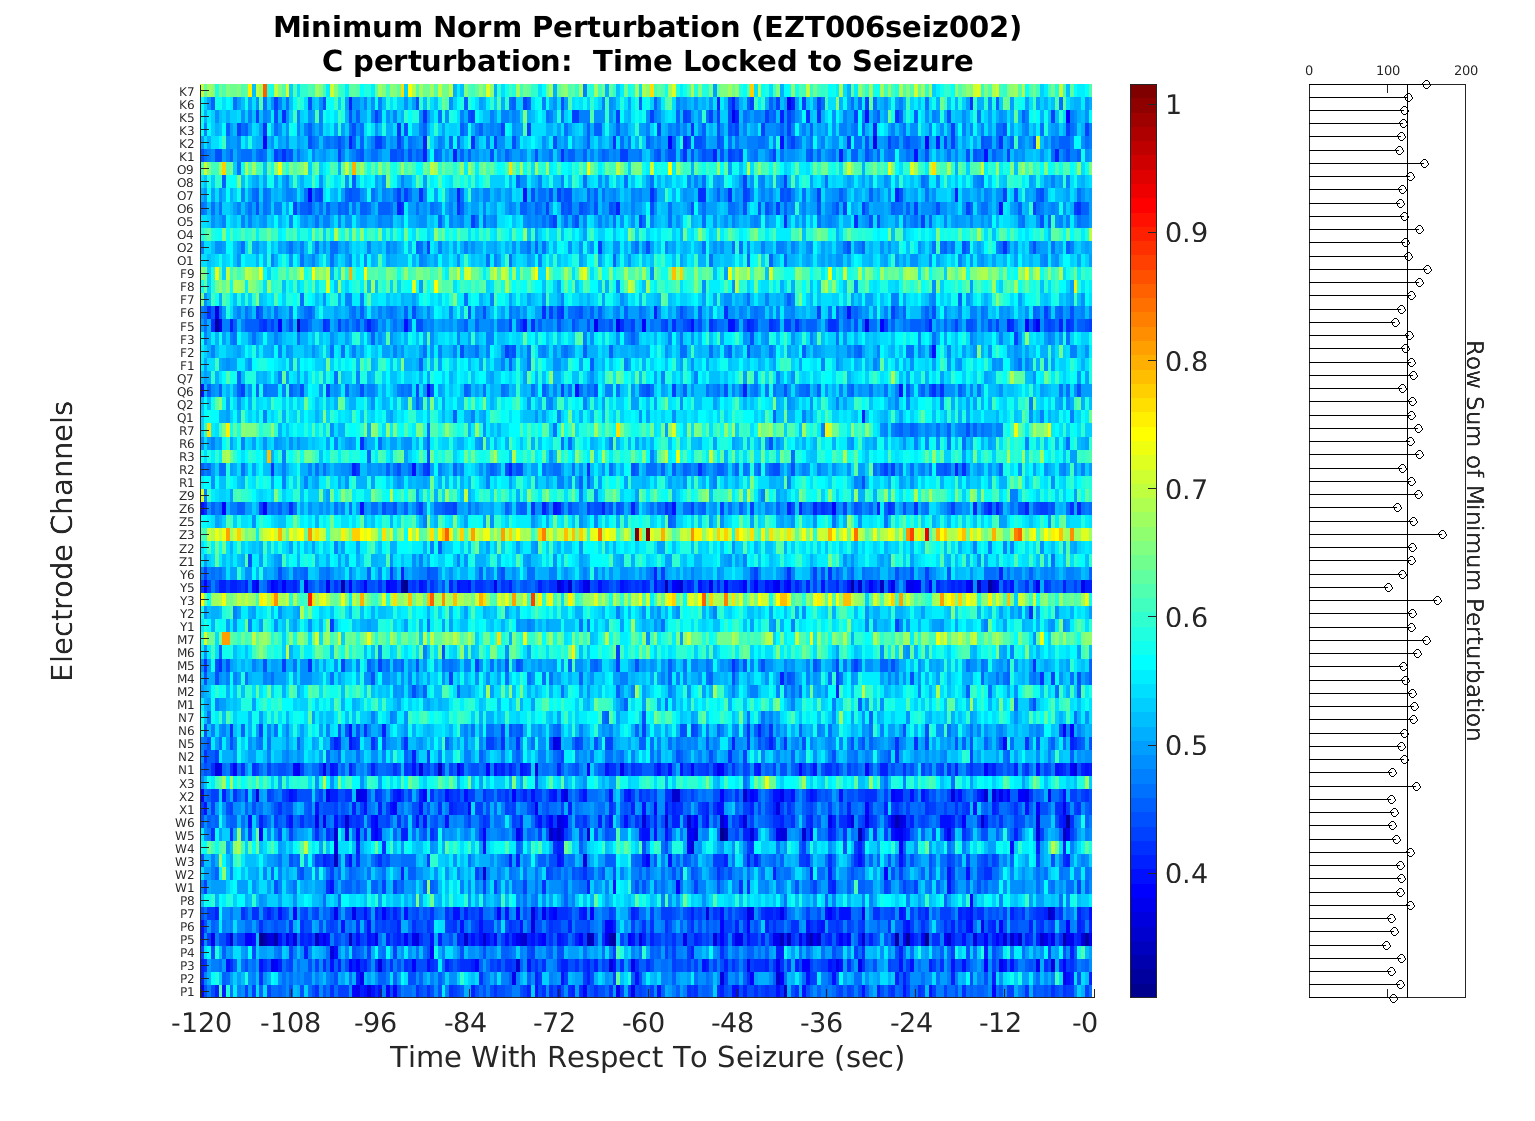 Minimum Norm Perturbation (EZT006seiz002)
C perturbation:  Time Locked to Seizure
K7
K6
K5
K3
K2
K1
O9
O8
O7
O6
O5
O4
O2
O1
F9
F8
F7
F6
F5
F3
F2
F1
Q7
Q6
Q2
Q1
R7
R6
R3
R2
R1
Z9
Z6
Z5
Z3
Z2
Z1
Y6
Y5
Y3
Y2
Y1
M7
M6
M5
M4
M2
M1
N7
N6
N5
N2
N1
X3
X2
X1
W6
W5
W4
W3
W2
W1
P8
P7
P6
P5
P4
P3
P2
P1
Electrode Channels
-120 -108 -96 -84 -72 -60 -48 -36 -24 -12 -0
Time With Respect To Seizure (sec)
1
0.9
0.8
0.7
0.6
0.5
0.4
0 100 200
Row Sum of Minimum Perturbation